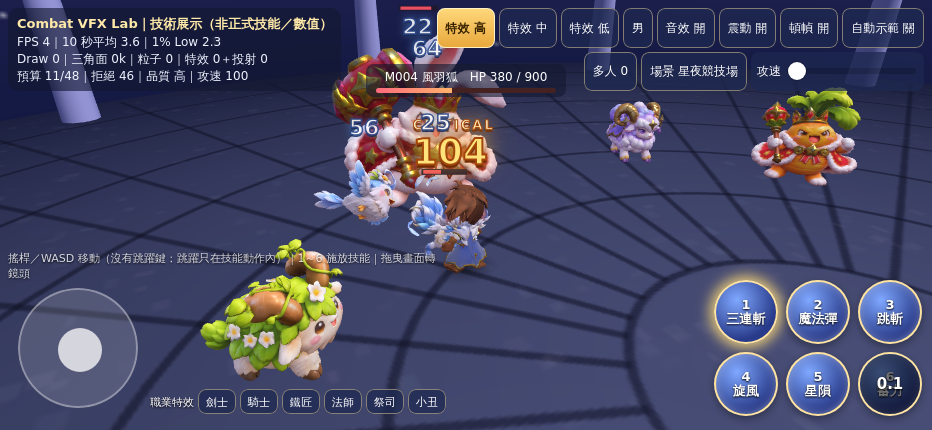 Combat VFX Lab｜技術展示（非正式技能／數值）
FPS 4｜10 秒平均 3.6｜1% Low 2.3
Draw 0｜三角面 0k｜粒子 0｜特效 0＋投射 0
預算 11/48｜拒絕 46｜品質 高｜攻速 100
特效 高
特效 中
特效 低
男
音效 開
震動 開
頓幀 開
自動示範 關
多人 0
場景 星夜競技場
攻速
22
64
M004 風羽狐 HP 380 / 900
56
25
CRITICAL
104
搖桿／WASD 移動（沒有跳躍鍵；跳躍只在技能動作內）｜1～6 施放技能｜拖曳畫面轉
鏡頭
1
三連斬
2
魔法彈
3
跳斬
4
旋風
5
星隕
6
0.1
職業特效
劍士
騎士
鐵匠
法師
祭司
小丑